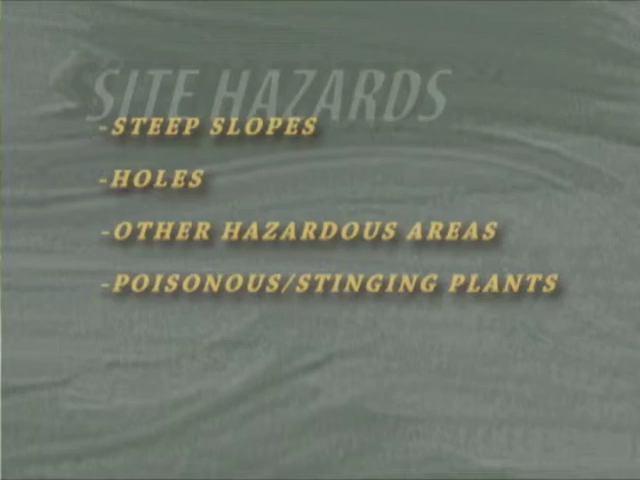 SITE HAZARDS
-STEEP SLOPES
-HOLES
-OTHER HAZARDOUS AREAS
-POISONOUS/STINGING PLANTS